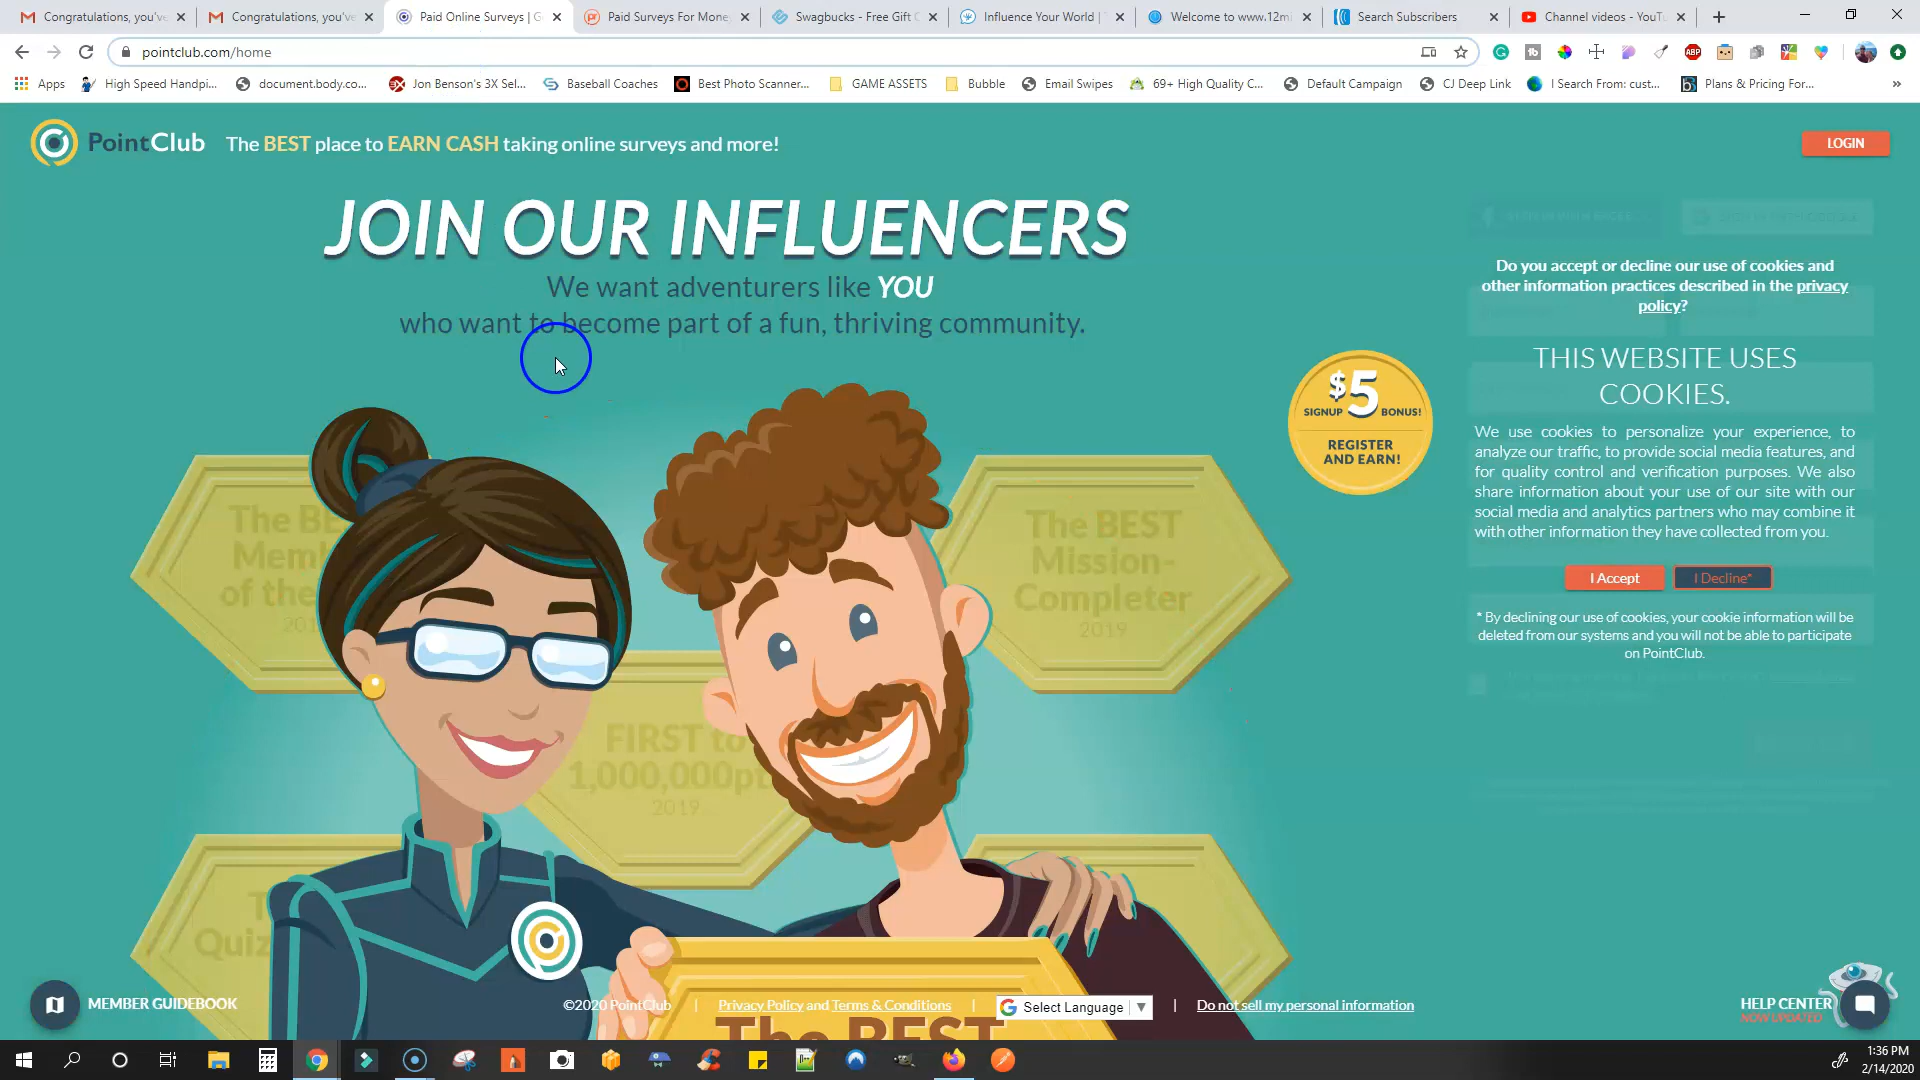 Congratulations, you've
Congratulations, you've
Paid Online Surveys | G
Paid Surveys For Money
Swagbucks - Free Gift C
Influence Your World | T
Welcome to www.12mi
Search Subscribers
Channel videos - YouTu
pointclub.com/home
Apps
High Speed Handpi...
document.body.co...
Jon Benson's 3X Sel...
Baseball Coaches
Best Photo Scanner...
GAME ASSETS
Bubble
Email Swipes
69+ High Quality C...
Default Campaign
CJ Deep Link
I Search From: cust...
Plans & Pricing For...
PointClub
The BEST place to EARN CASH taking online surveys and more!
LOGIN
JOIN OUR INFLUENCERS
We want adventurers like YOU
who want to become part of a fun, thriving community.
Do you accept or decline our use of cookies and
other information practices described in the privacy
policy?
THIS WEBSITE USES
COOKIES.
We use cookies to personalize your experience, to
analyze our traffic, to provide social media features, and
for quality control and verification purposes. We also
share information about your use of our site with our
social media and analytics partners who may combine it
with other information they have collected from you.
I Accept
I Decline*
* By declining our use of cookies, your cookie information will be
deleted from our systems and you will not be able to participate
on PointClub.
$5
SIGNUP BONUS!
REGISTER
AND EARN!
The BE
Memb
of the
201
The BEST
Mission-
Completer
2019
FIRST to
1,000,000pt
2019
T
Quiz
The BEST
MEMBER GUIDEBOOK
©2020 PointClub
|
Privacy Policy and Terms & Conditions
|
Select Language
|
Do not sell my personal information
HELP CENTER
NOW UPDATED
1:36 PM
2/14/2020